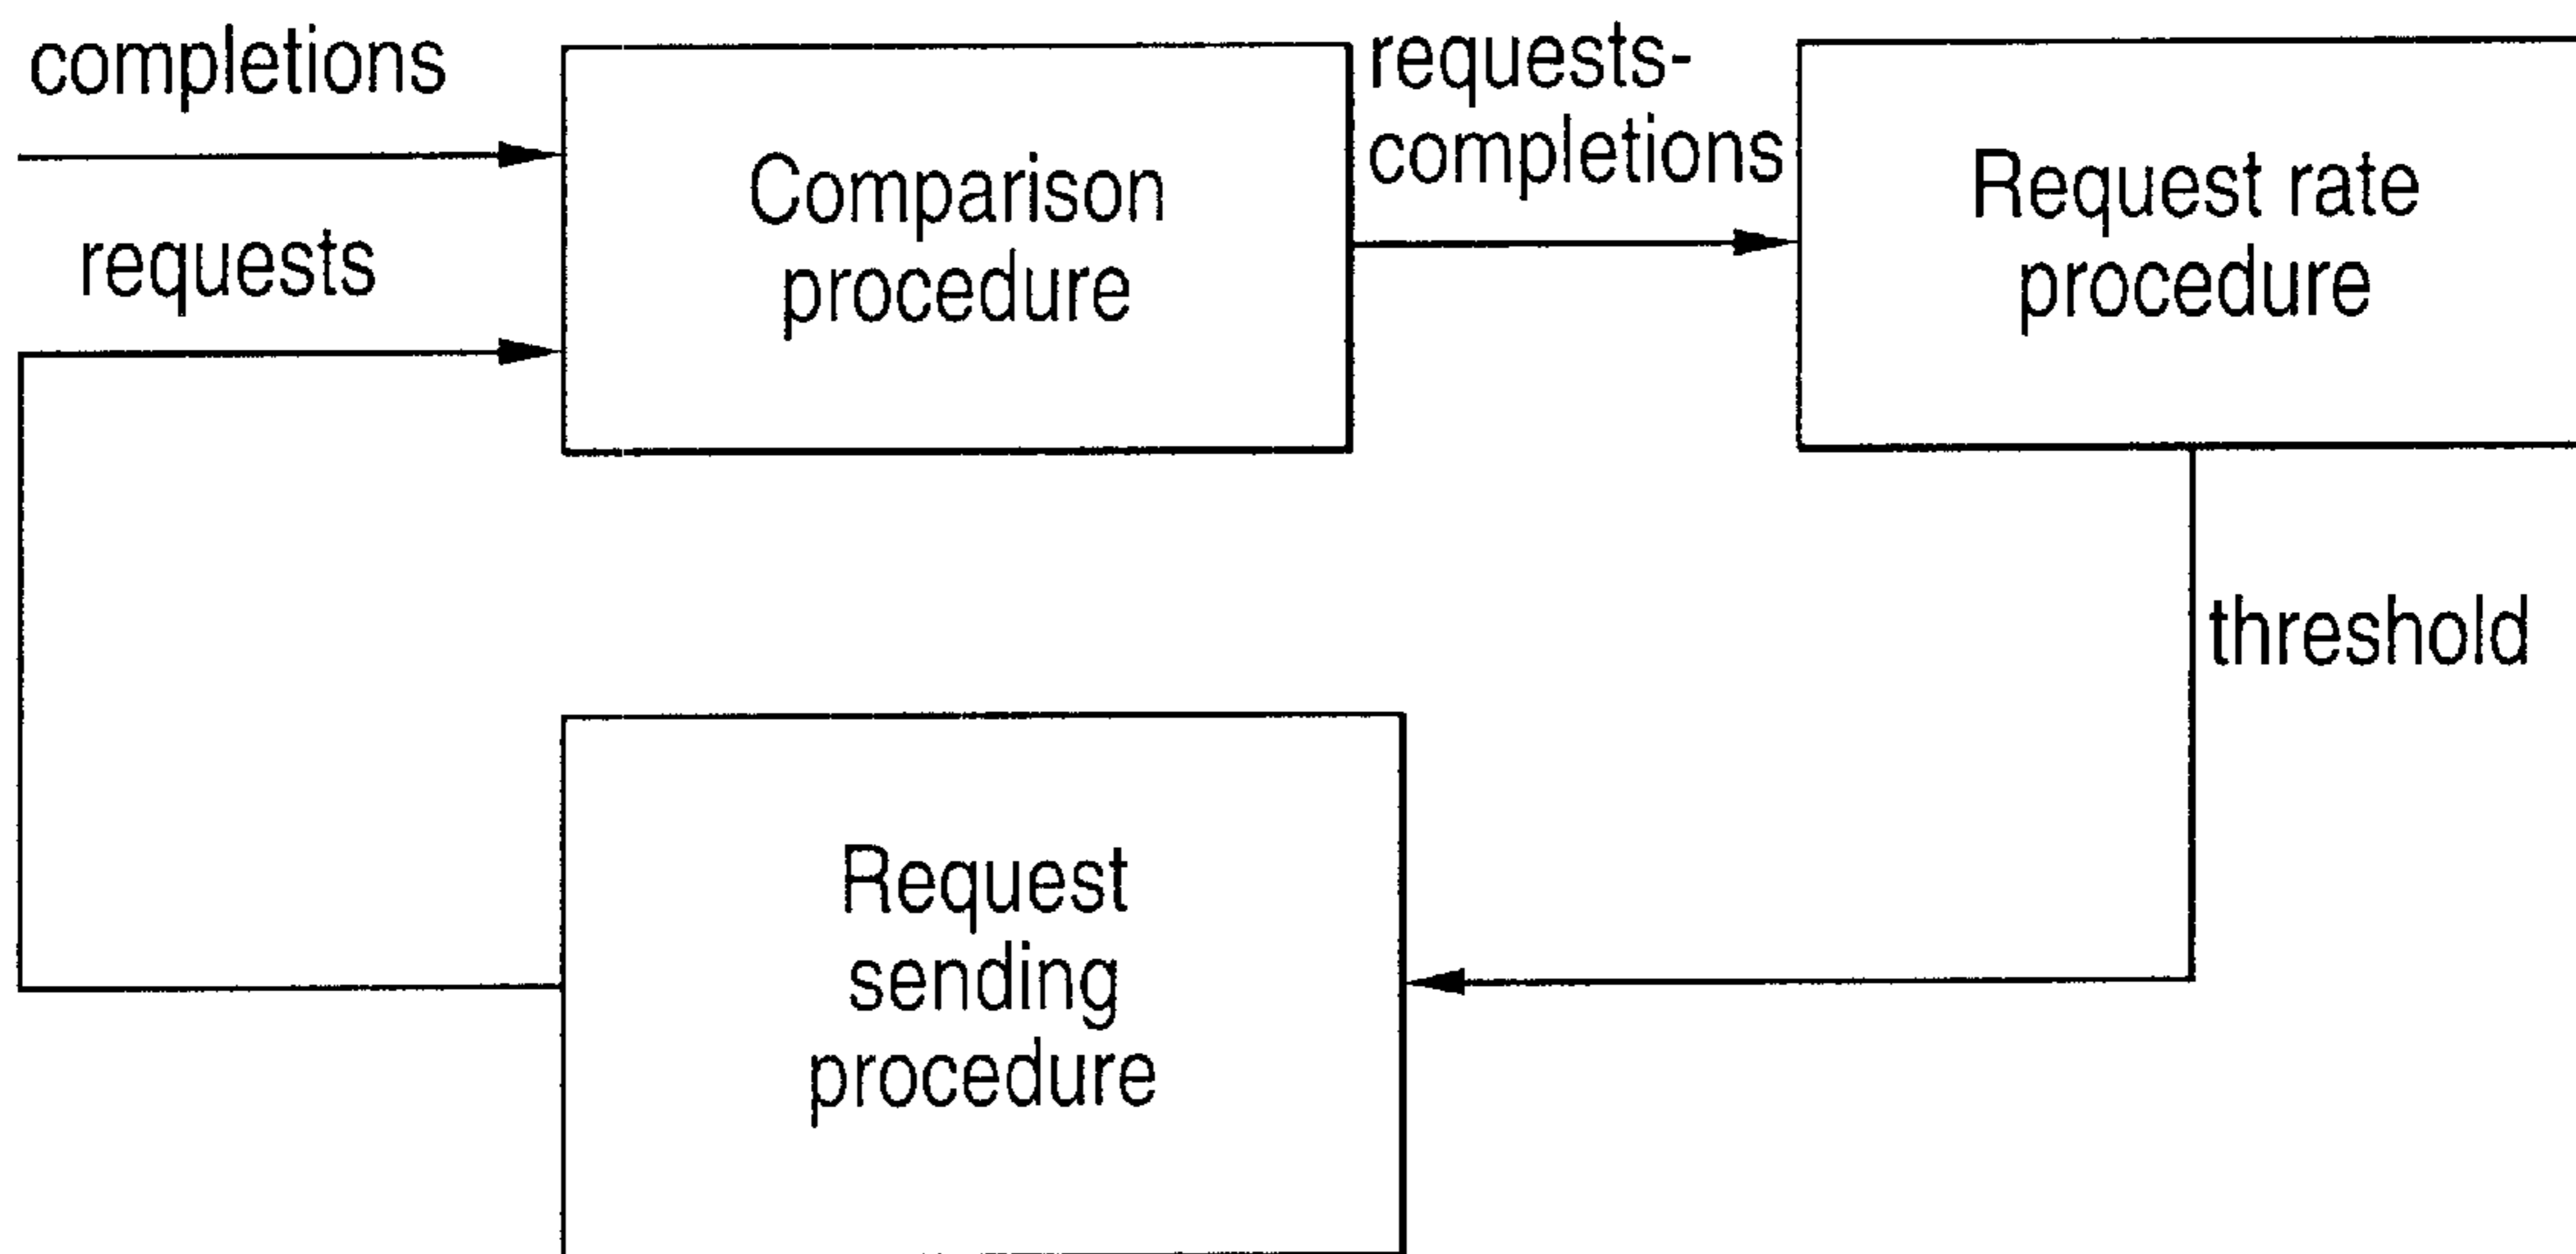 completions
requests
Comparison
procedure
requests-
completions
Request rate
procedure
threshold
Request
sending
procedure